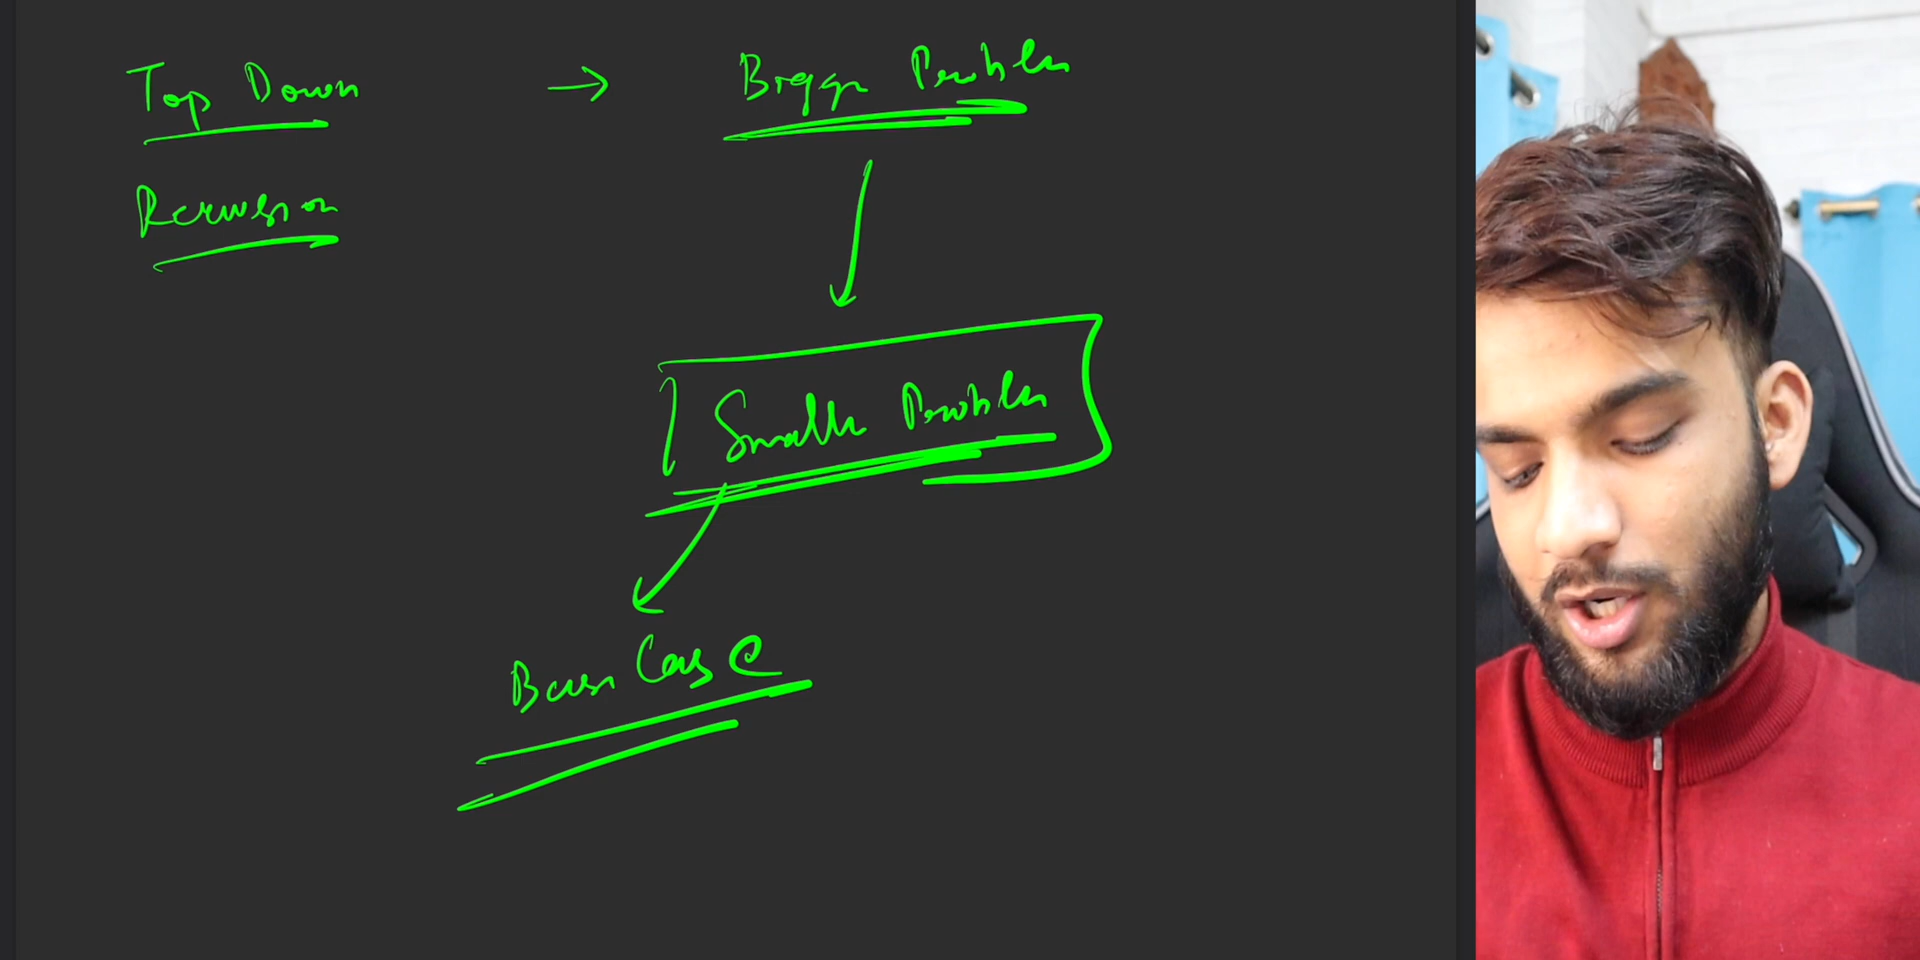 Top Down → Bigger Problem
Recursion
Smaller Problem
Base Case